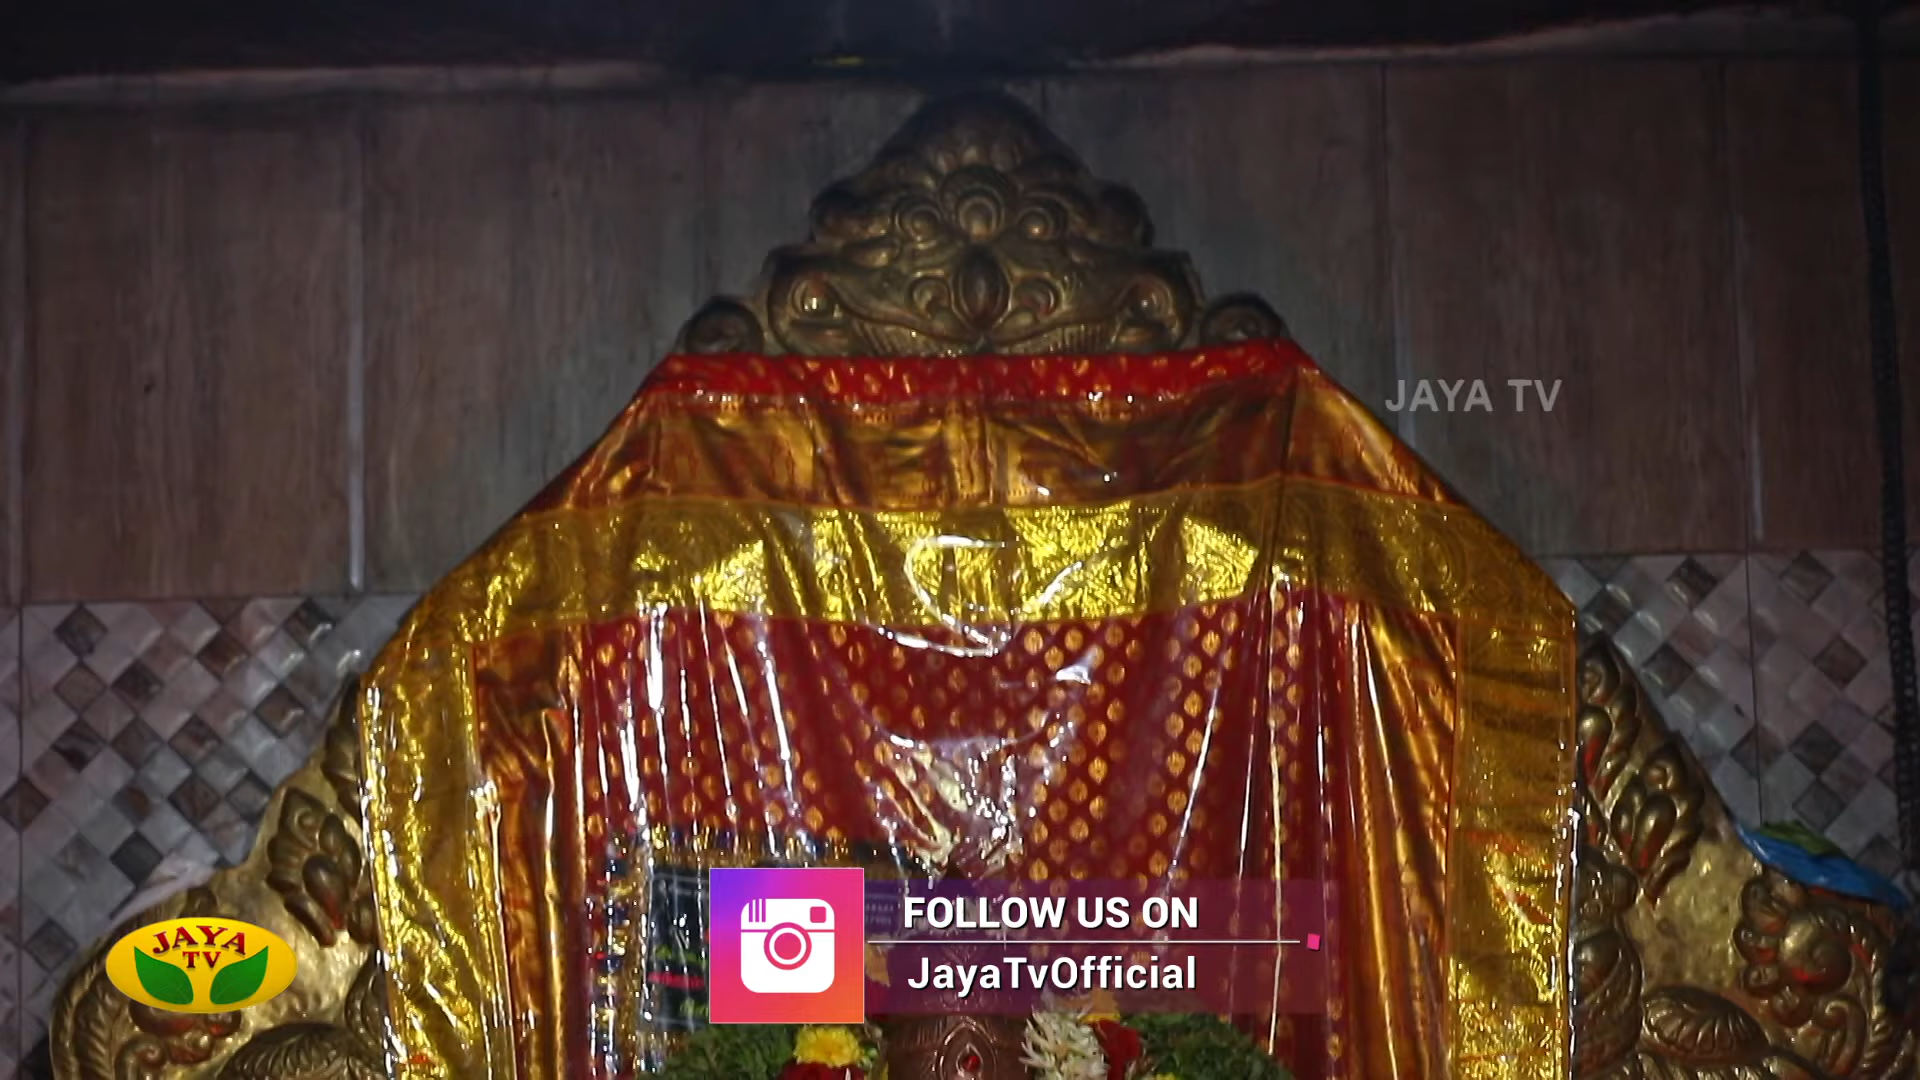 JAYA TV
FOLLOW US ON
JayaTvOfficial
JAYA
TV